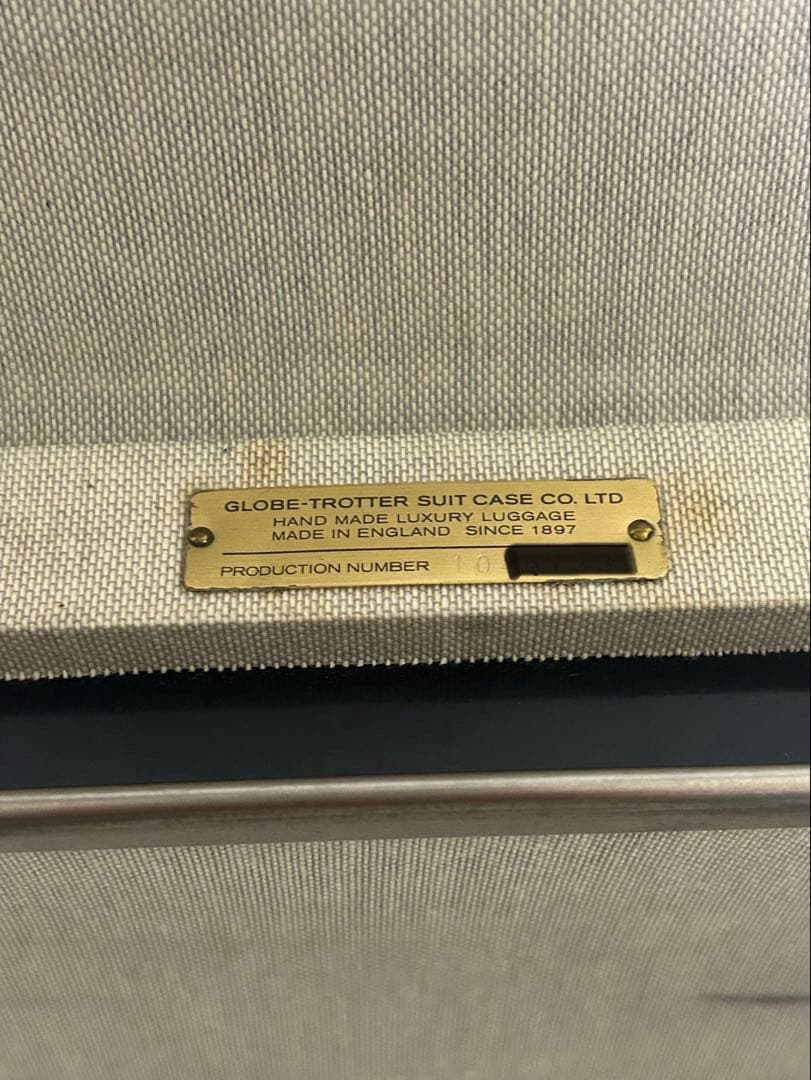 GLOBE-TROTTER SUIT CASE CO. LTD
HAND MADE LUXURY LUGGAGE
MADE IN ENGLAND SINCE 1897
PRODUCTION NUMBER 10